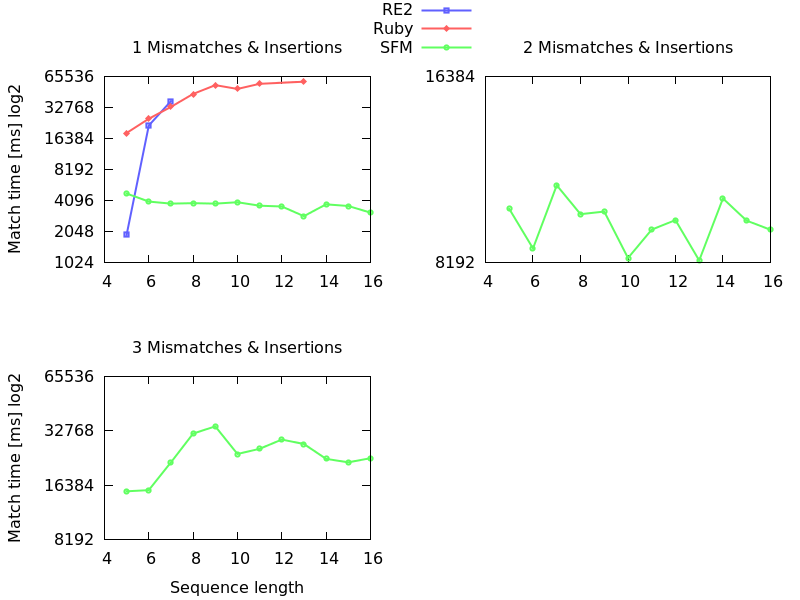 RE2
Ruby
SFM
1 Mismatches & Insertions
2 Mismatches & Insertions
Match time [ms] log2
65536
32768
16384
8192
4096
2048
1024
4 6 8 10 12 14 16
16384
8192
4 6 8 10 12 14 16
3 Mismatches & Insertions
Match time [ms] log2
65536
32768
16384
8192
4 6 8 10 12 14 16
Sequence length